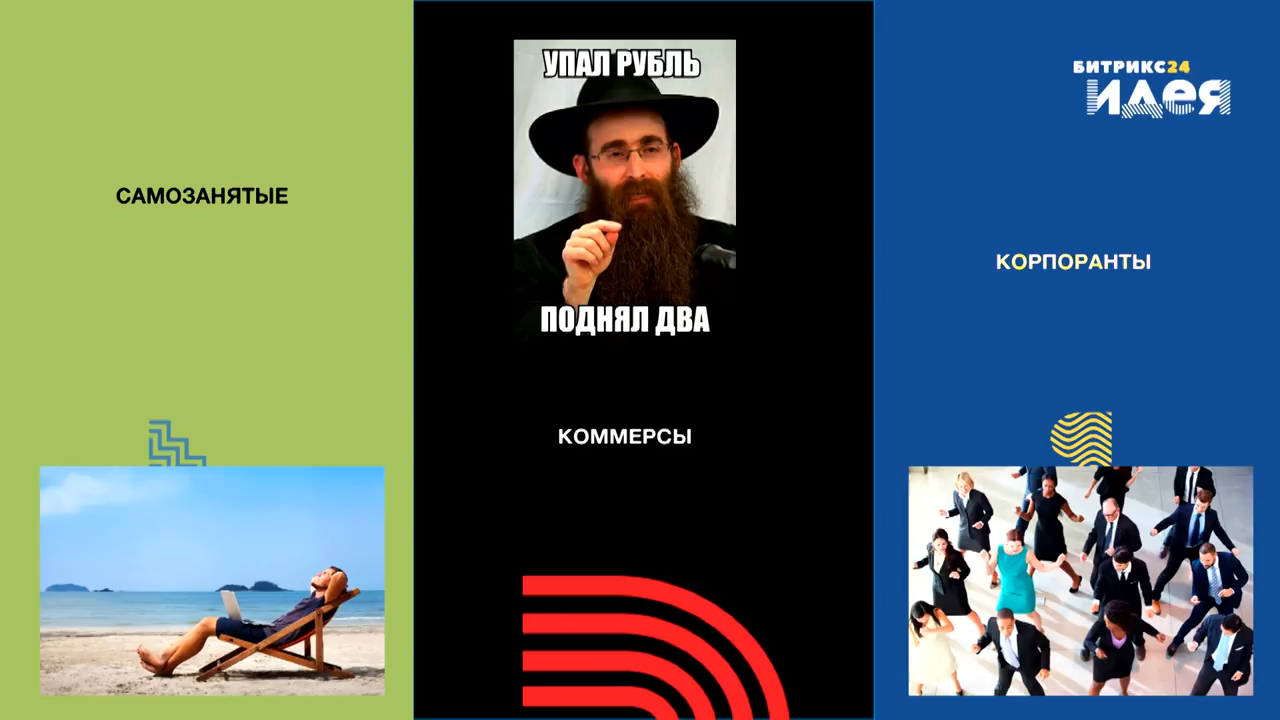 САМОЗАНЯТЫЕ
УПАЛ РУБЛЬ
ПОДНЯЛ ДВА
КОММЕРСЫ
БИТРИКС24
идея
КОРПОРАНТЫ